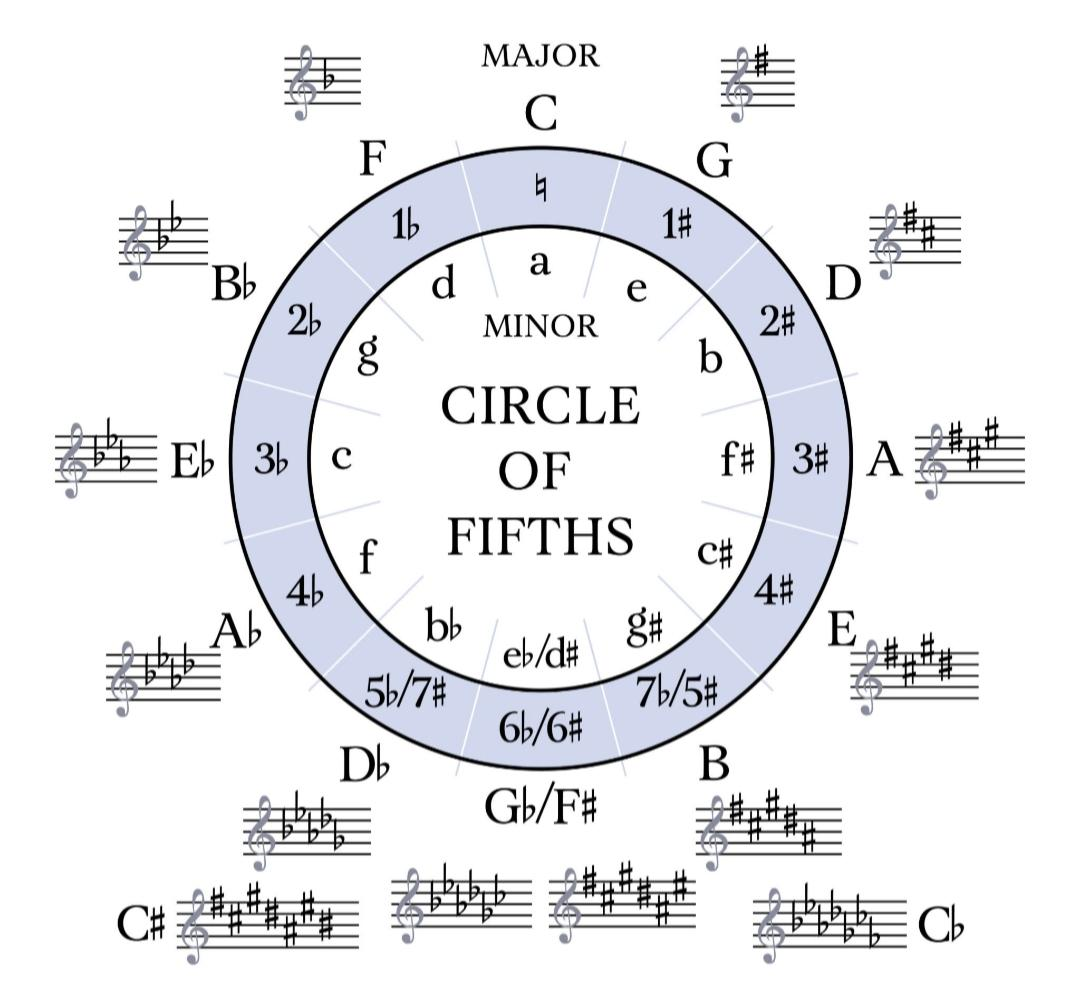 MAJOR
C
F
G
♮
1♭
1♯
a
d
e
B♭
D
MINOR
2♭
2♯
g
b
CIRCLE
OF
FIFTHS
E♭
3♭
c
f♯
3♯
A
f
c♯
4♭
4♯
A♭
E
b♭
g♯
e♭/d♯
5♭/7♯
7♭/5♯
6♭/6♯
D♭
B
G♭/F♯
C♯
C♭